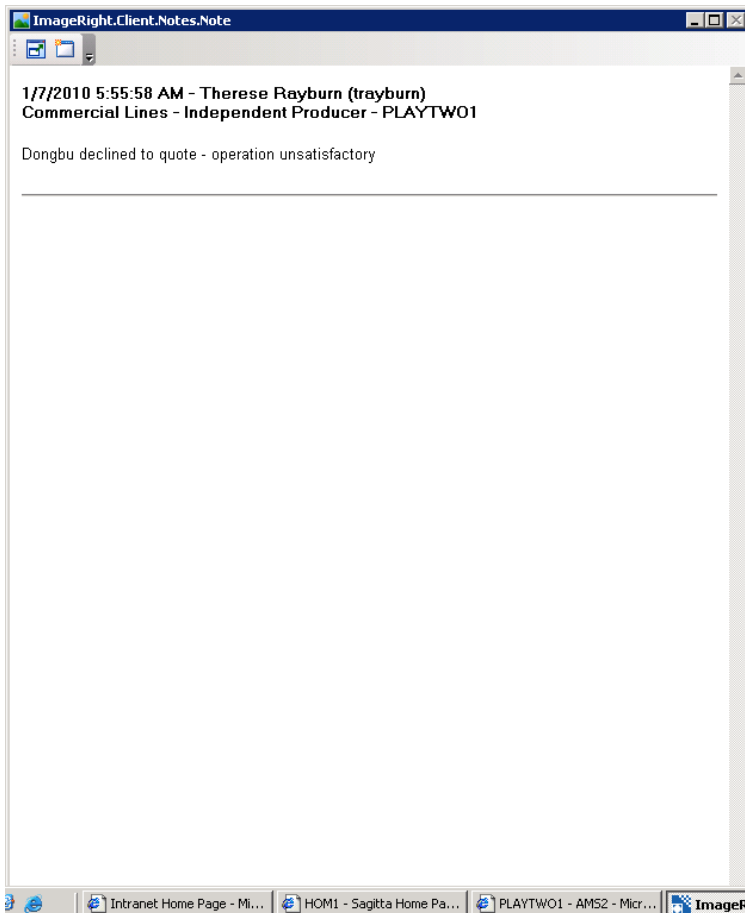 ImageRight.Client.Notes.Note
1/7/2010 5:55:58 AM - Therese Rayburn (trayburn)
Commercial Lines - Independent Producer - PLAYTWO1
Dongbu declined to quote - operation unsatisfactory
Intranet Home Page - Mi... HOM1 - Sagitta Home Pa... PLAYTWO1 - AMS2 - Micr... ImageR